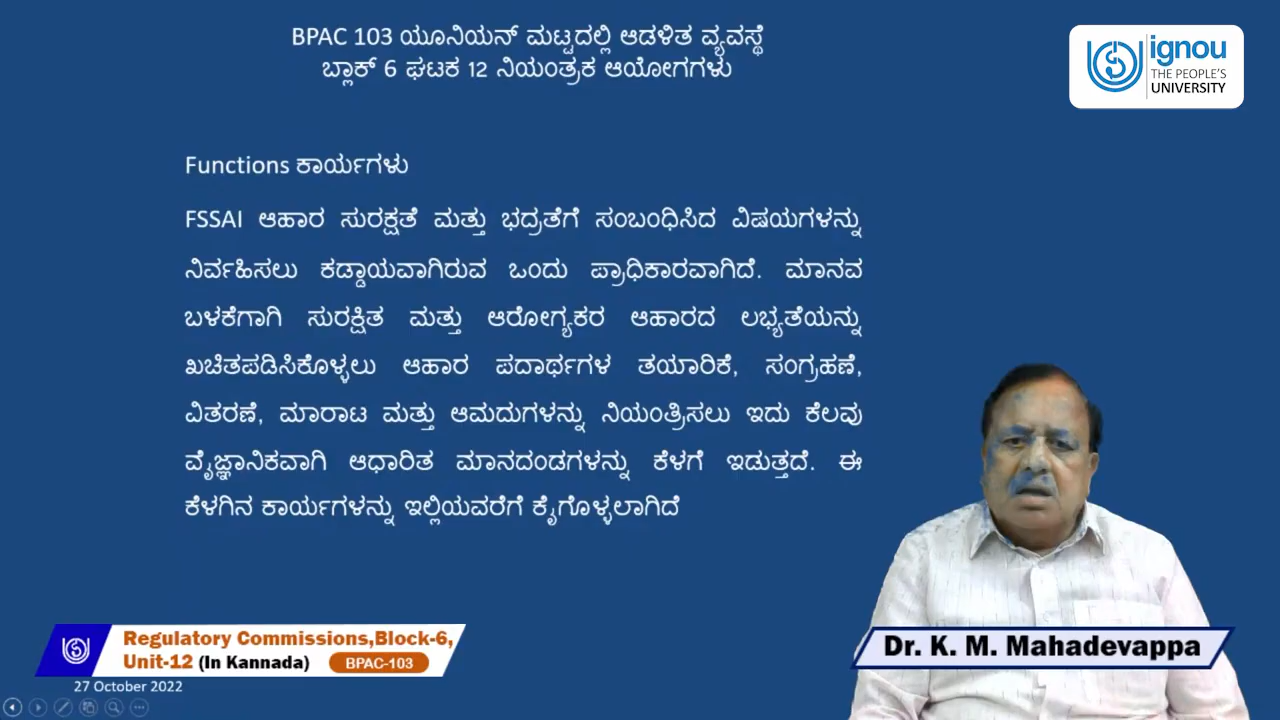 BPAC 103 ಯೂನಿಯನ್ ಮಟ್ಟದಲ್ಲಿ ಆಡಳಿತ ವ್ಯವಸ್ಥೆ
ಬ್ಲಾಕ್ 6 ಘಟಕ 12 ನಿಯಂತ್ರಕ ಆಯೋಗಗಳು
ignou
THE PEOPLE'S
UNIVERSITY
Functions ಕಾರ್ಯಗಳು
FSSAI ಆಹಾರ ಸುರಕ್ಷತೆ ಮತ್ತು ಭದ್ರತೆಗೆ ಸಂಬಂಧಿಸಿದ ವಿಷಯಗಳನ್ನು
ನಿರ್ವಹಿಸಲು ಕಡ್ಡಾಯವಾಗಿರುವ ಒಂದು ಪ್ರಾಧಿಕಾರವಾಗಿದೆ. ಮಾನವ
ಬಳಕೆಗಾಗಿ ಸುರಕ್ಷಿತ ಮತ್ತು ಆರೋಗ್ಯಕರ ಆಹಾರದ ಲಭ್ಯತೆಯನ್ನು
ಖಚಿತಪಡಿಸಿಕೊಳ್ಳಲು ಆಹಾರ ಪದಾರ್ಥಗಳ ತಯಾರಿಕೆ, ಸಂಗ್ರಹಣೆ,
ವಿತರಣೆ, ಮಾರಾಟ ಮತ್ತು ಆಮದುಗಳನ್ನು ನಿಯಂತ್ರಿಸಲು ಇದು ಕೆಲವು
ವೈಜ್ಞಾನಿಕವಾಗಿ ಆಧಾರಿತ ಮಾನದಂಡಗಳನ್ನು ಕೆಳಗೆ ಇಡುತ್ತದೆ. ಈ
ಕೆಳಗಿನ ಕಾರ್ಯಗಳನ್ನು ಇಲ್ಲಿಯವರೆಗೆ ಕೈಗೊಳ್ಳಲಾಗಿದೆ
Regulatory Commissions,Block-6,
Unit-12 (In Kannada) BPAC-103
Dr. K. M. Mahadevappa
27 October 2022